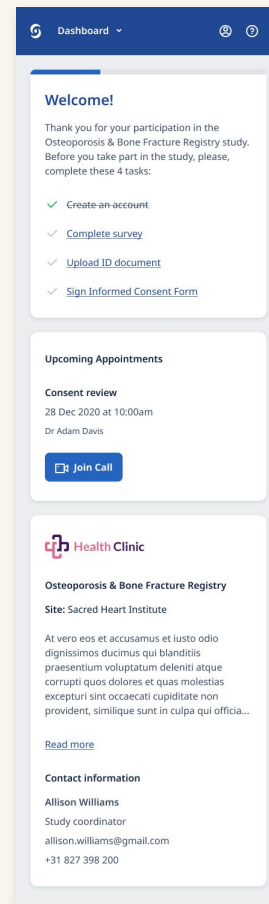 Dashboard
Welcome!
Thank you for your participation in the
Osteoporosis & Bone Fracture Registry study.
Before you take part in the study, please,
complete these 4 tasks:
Create an account
Complete survey
Upload ID document
Sign Informed Consent Form
Upcoming Appointments
Consent review
28 Dec 2020 at 10:00am
Dr Adam Davis
Join Call
Health Clinic
Osteoporosis & Bone Fracture Registry
Site: Sacred Heart Institute
At vero eos et accusamus et iusto odio
dignissimos ducimus qui blanditiis
praesentium voluptatum deleniti atque
corrupti quos dolores et quas molestias
excepturi sint occaecati cupiditate non
provident, similique sunt in culpa qui officia...
Read more
Contact information
Allison Williams
Study coordinator
allison.williams@gmail.com
+31 827 398 200